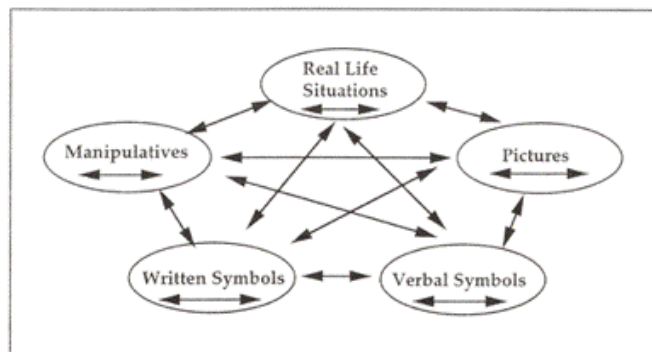 Real Life
Situations
Manipulatives
Pictures
Written Symbols
Verbal Symbols